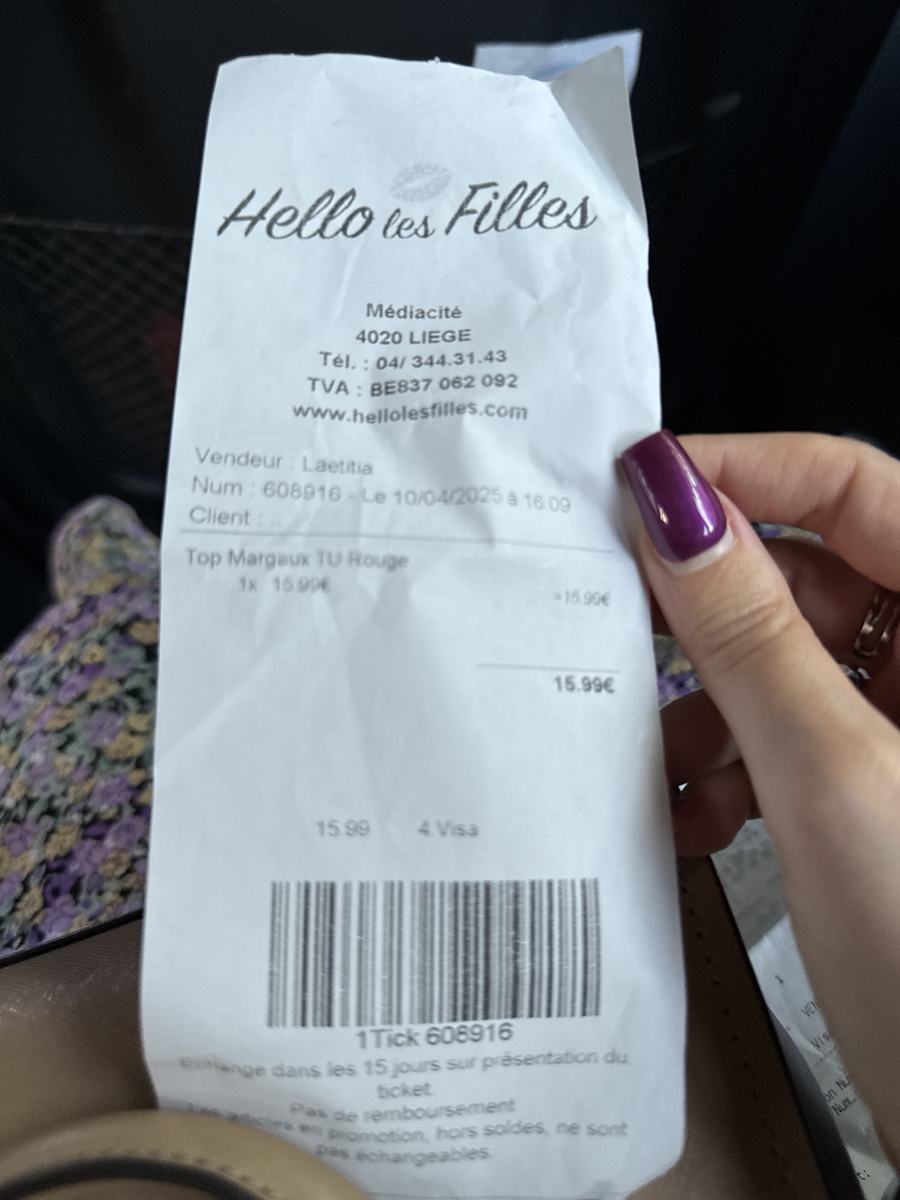 Hello les Filles
Médiacité
4020 LIEGE
Tél. : 04/ 344.31.43
TVA : BE837 062 092
www.hellolesfilles.com
Vendeur : Laetitia
Num : 608916 - Le 10/04/2025 à 16:09
Client :
Top Margaux TU Rouge
1x 15.99€
=15.99€
15.99€
15.99 4.Visa
1Tick 608916
Echange dans les 15 jours sur présentation du
ticket.
Pas de remboursement
Les articles en promotion, hors soldes, ne sont
pas échangeables.